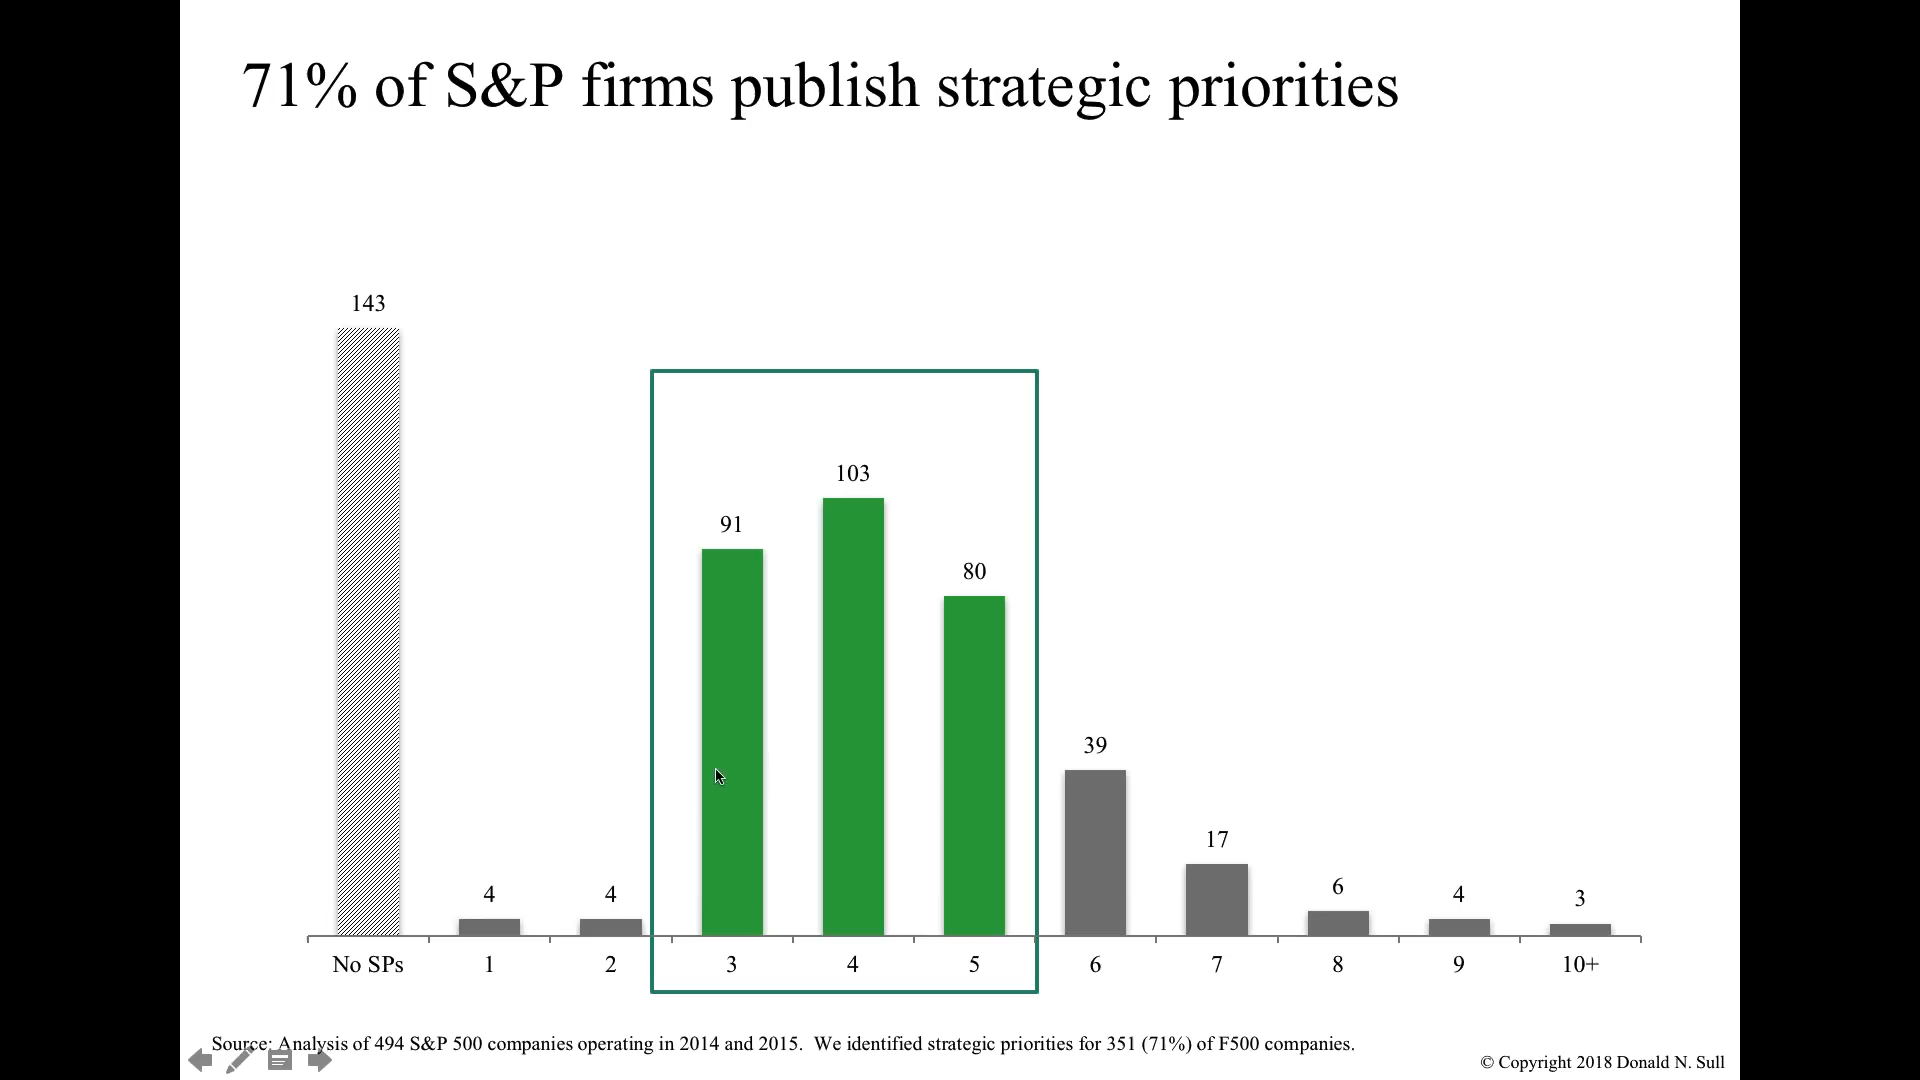 71% of S&P firms publish strategic priorities
143
103
91
80
39
17
4
4
6
4
3
No SPs 1 2 3 4 5 6 7 8 9 10+
Source: Analysis of 494 S&P 500 companies operating in 2014 and 2015.  We identified strategic priorities for 351 (71%) of F500 companies.
© Copyright 2018 Donald N. Sull